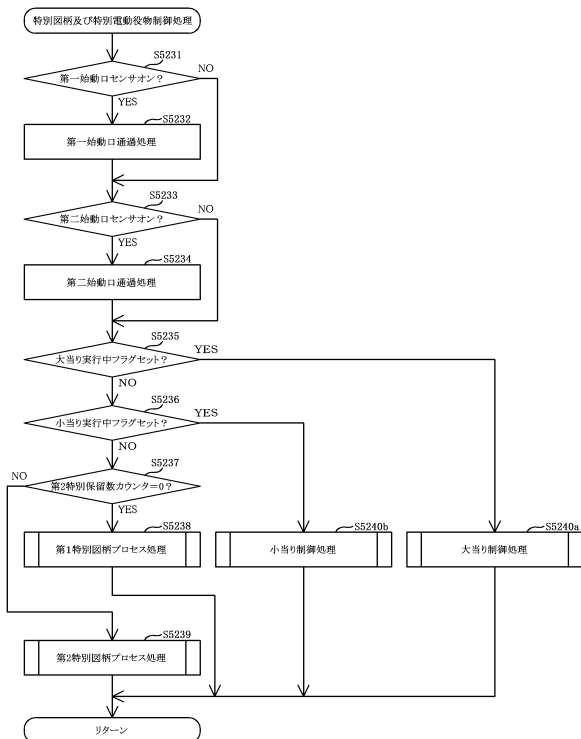 特別図柄及び特別電動役物制御処理
S5231
第一始動口センサオン？
NO
YES
S5232
第一始動口通過処理
S5233
第二始動口センサオン？
NO
YES
S5234
第二始動口通過処理
S5235
大当り実行中フラグセット？
YES
NO
S5236
小当り実行中フラグセット？
YES
NO
S5237
NO
第2特別保留数カウンタ=0？
YES
S5238
第1特別図柄プロセス処理
S5240b
小当り制御処理
S5240a
大当り制御処理
S5239
第2特別図柄プロセス処理
リターン